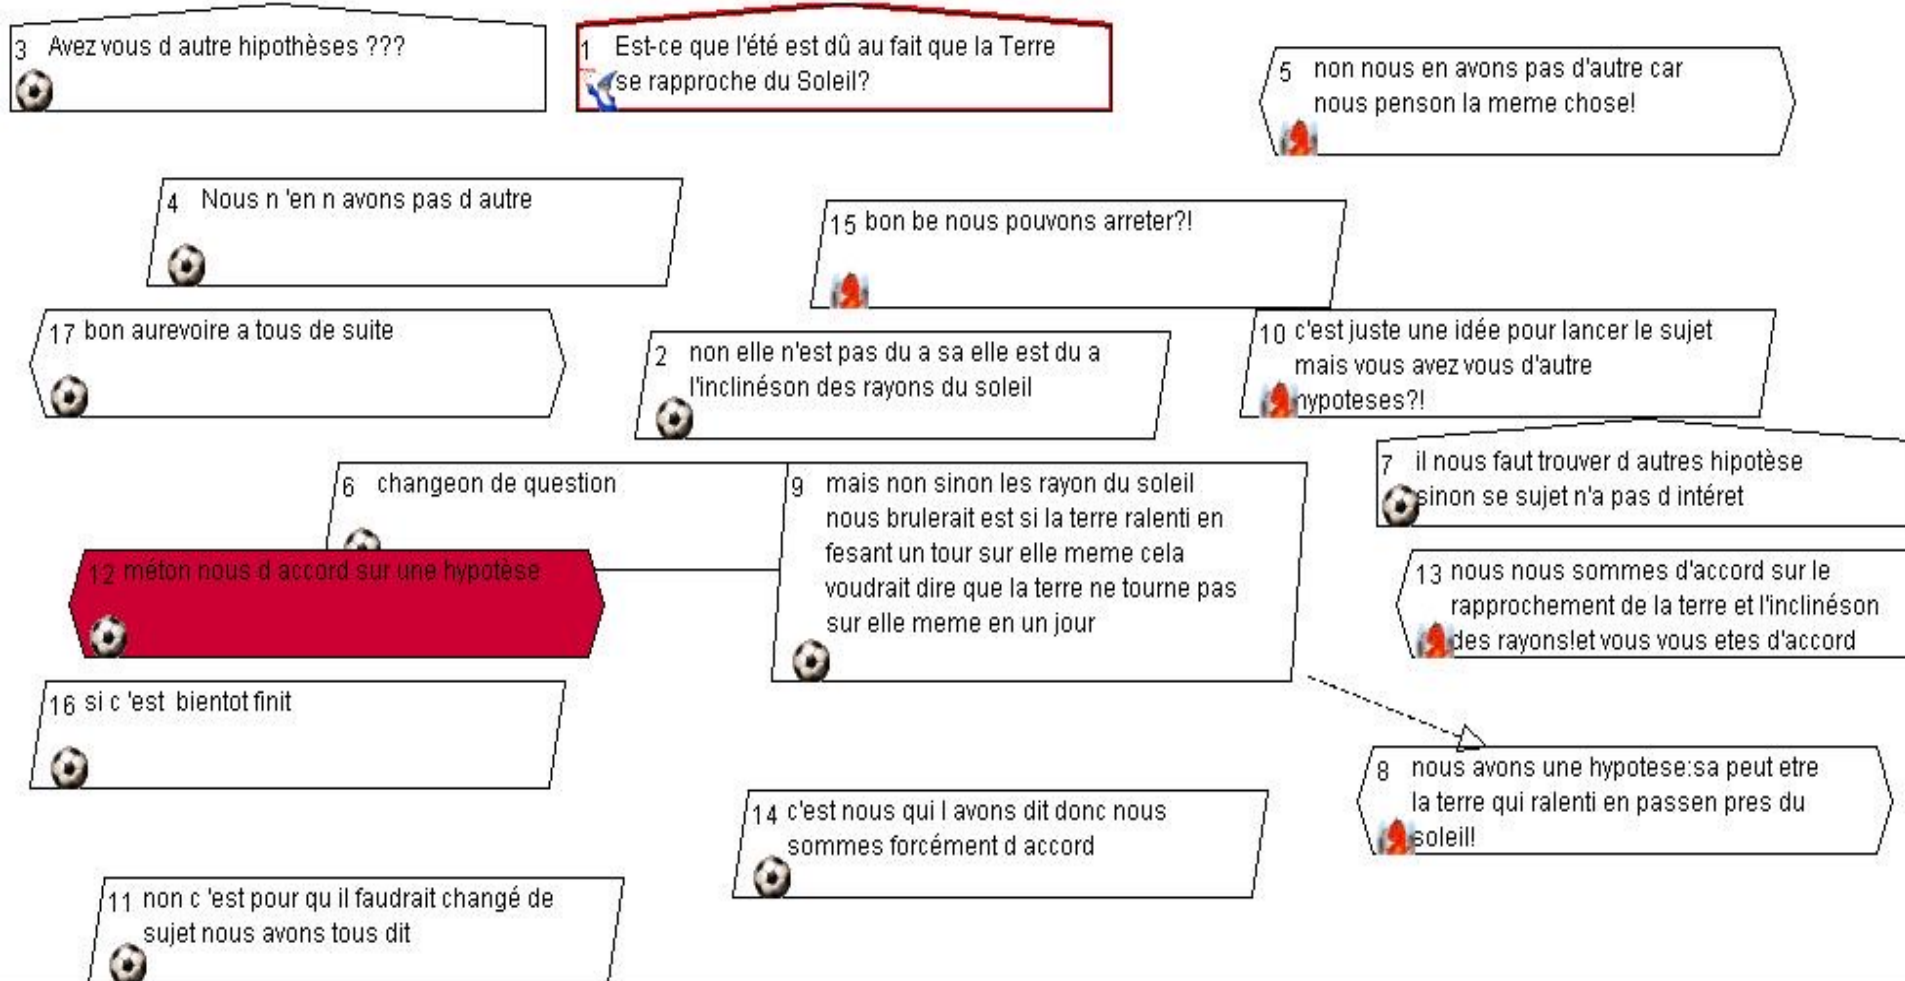 3 Avez vous d autre hipothèses ???
1 Est-ce que l'été est dû au fait que la Terre
se rapproche du Soleil?
5 non nous en avons pas d'autre car
nous penson la meme chose!
4 Nous n 'en n avons pas d autre
15 bon be nous pouvons arreter?!
17 bon aurevoire a tous de suite
2 non elle n'est pas du a sa elle est du a
l'inclinéson des rayons du soleil
10 c'est juste une idée pour lancer le sujet
mais vous avez vous d'autre
hypoteses?!
6 changeon de question
9 mais non sinon les rayon du soleil
nous brulerait est si la terre ralenti en
fesant un tour sur elle meme cela
voudrait dire que la terre ne tourne pas
sur elle meme en un jour
7 il nous faut trouver d autres hipotèse
sinon se sujet n'a pas d intéret
12 méton nous d accord sur une hypotèse
13 nous nous sommes d'accord sur le
rapprochement de la terre et l'inclinéson
des rayons!et vous vous etes d'accord
16 si c 'est bientot finit
8 nous avons une hypotese:sa peut etre
la terre qui ralenti en passen pres du
soleil!
14 c'est nous qui l avons dit donc nous
sommes forcément d accord
11 non c 'est pour qu il faudrait changé de
sujet nous avons tous dit